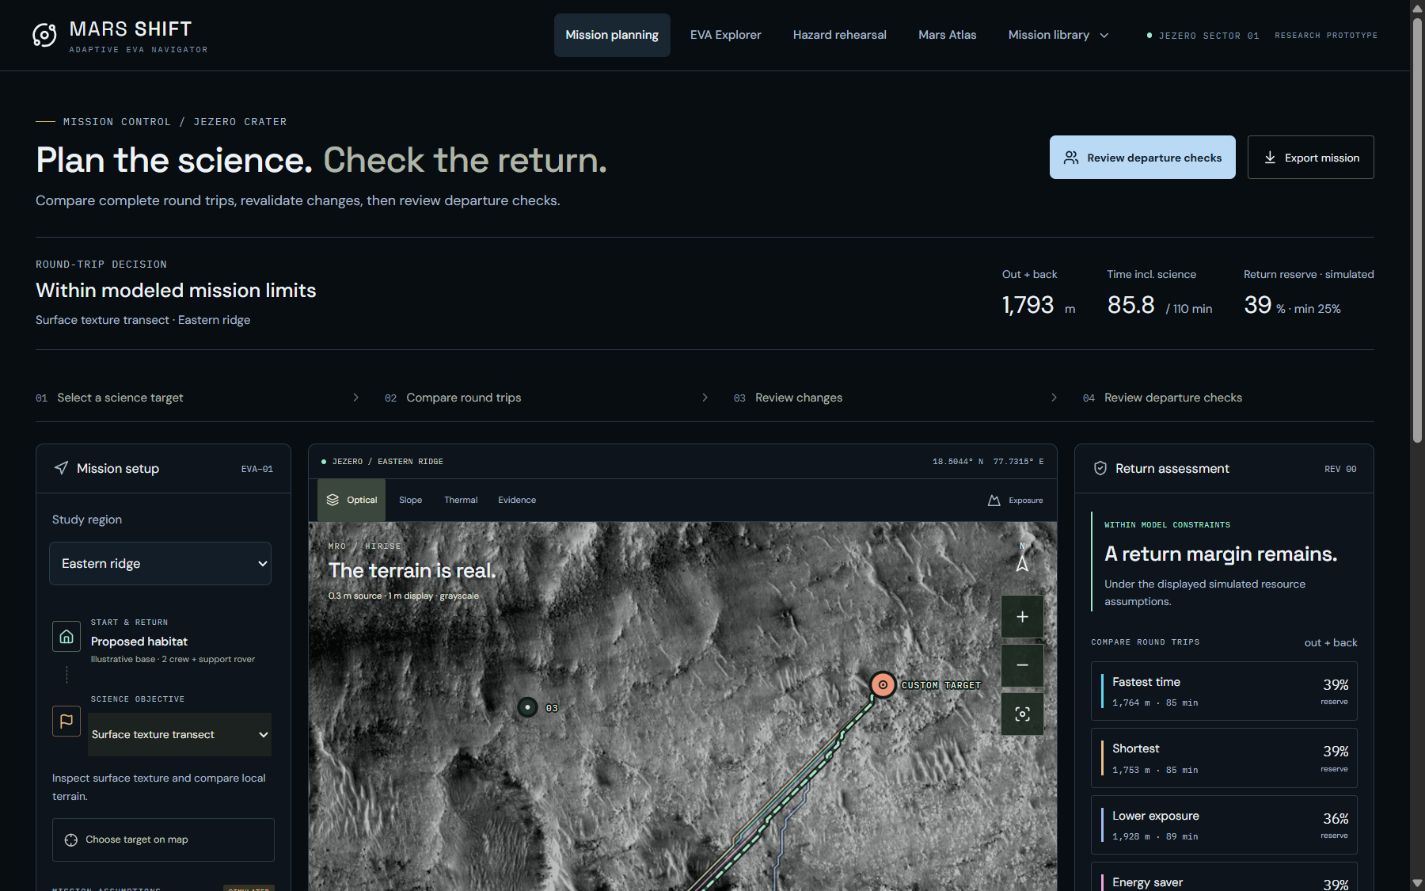 MARS SHIFT
ADAPTIVE EVA NAVIGATOR
Mission planning
EVA Explorer
Hazard rehearsal
Mars Atlas
Mission library
JEZERO SECTOR 01
RESEARCH PROTOTYPE
MISSION CONTROL / JEZERO CRATER
Plan the science. Check the return.
Compare complete round trips, revalidate changes, then review departure checks.
Review departure checks
Export mission
ROUND-TRIP DECISION
Within modeled mission limits
Surface texture transect · Eastern ridge
Out + back
1,793 m
Time incl. science
85.8 / 110 min
Return reserve · simulated
39 % · min 25%
01 Select a science target
02 Compare round trips
03 Review changes
04 Review departure checks
Mission setup
EVA-01
Study region
Eastern ridge
START & RETURN
Proposed habitat
Illustrative base · 2 crew + support rover
SCIENCE OBJECTIVE
Surface texture transect
Inspect surface texture and compare local
terrain.
Choose target on map
MISSION ASSUMPTIONS
SIMULATED
JEZERO / EASTERN RIDGE
18.5044° N 77.7315° E
Optical
Slope
Thermal
Evidence
Exposure
MRO / HIRISE
The terrain is real.
0.3 m source · 1 m display · grayscale
N
CUSTOM TARGET
03
Return assessment
REV 00
WITHIN MODEL CONSTRAINTS
A return margin remains.
Under the displayed simulated resource
assumptions.
COMPARE ROUND TRIPS
out + back
Fastest time
39%
1,764 m · 85 min
reserve
Shortest
39%
1,753 m · 85 min
reserve
Lower exposure
36%
1,928 m · 89 min
reserve
Energy saver
39%